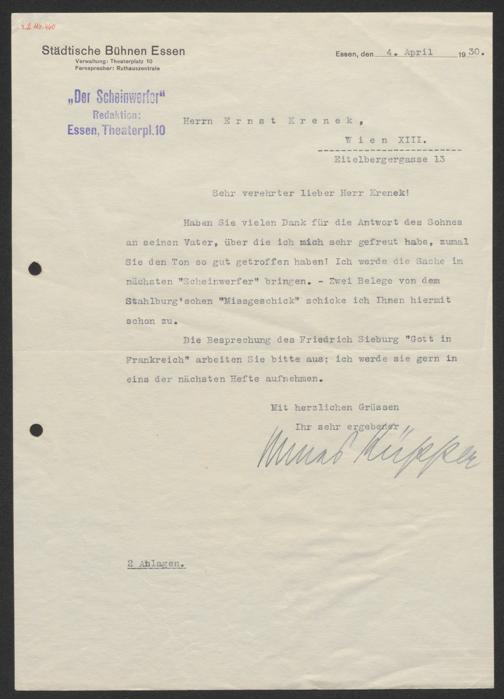 Städtische Bühnen Essen
Verwaltung: Theaterplatz 10
Fernsprecher: Rathauszentrale
Essen, den 4. April 1930.
„Der Scheinwerfer"
Redaktion:
Essen, Theaterpl. 10
Herrn Ernst Krenek,
Wien XIII.
Eitelbergergasse 13
Sehr verehrter lieber Herr Krenek!
Haben Sie vielen Dank für die Antwort des Sohnes
an seinen Vater, über die ich mich sehr gefreut habe, zumal
Sie den Ton so gut getroffen haben! Ich werde die Sache im
nächsten "Scheinwerfer" bringen. - Zwei Belege von dem
Stahlburg'schen "Missgeschick" schicke ich Ihnen hiermit
schon zu.
Die Besprechung des Friedrich Sieburg "Gott in
Frankreich" arbeiten Sie bitte aus; ich werde sie gern in
eins der nächsten Hefte aufnehmen.
Mit herzlichen Grüssen
Ihr sehr ergebener
Hannes Küpper
2 Anlagen.